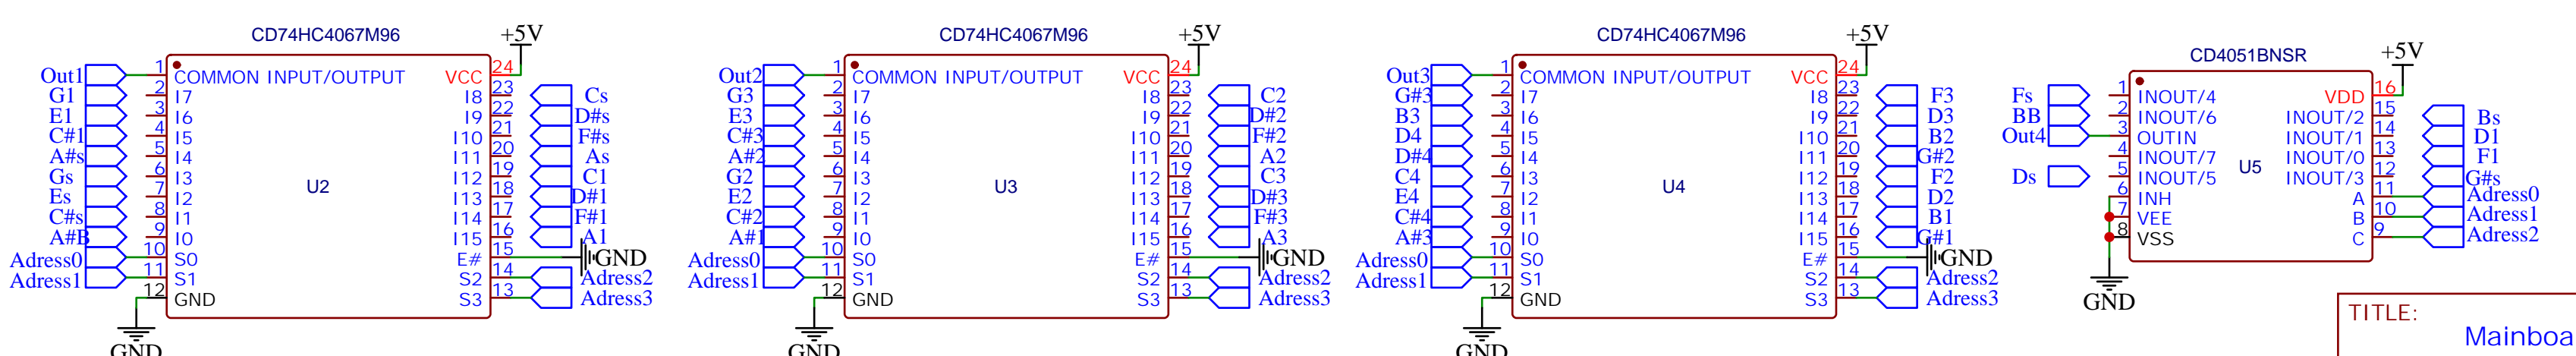 CD74HC4067M96 +5V CD74HC4067M96 +5V CD74HC4067M96 +5V CD4051BNSR +5V
Out1 1 COMMON INPUT/OUTPUT VCC 24
G1 2 I7 I8 23 Cs
E1 3 I6 I9 22 D#s
C#1 4 I5 I10 21 F#s
A#s 5 I4 I11 20 As
Gs 6 I3 I12 19 C1
Es 7 I2 I13 18 D#1
C#s 8 I1 I14 17 F#1
A#B 9 I0 I15 16 A1
Adress0 10 S0 E# 15 GND
Adress1 11 S1 S2 14 Adress2
12 GND S3 13 Adress3
U2
GND
Out2 1 COMMON INPUT/OUTPUT VCC 24
G3 2 I7 I8 23 C2
E3 3 I6 I9 22 D#2
C#3 4 I5 I10 21 F#2
A#2 5 I4 I11 20 A2
G2 6 I3 I12 19 C3
E2 7 I2 I13 18 D#3
C#2 8 I1 I14 17 F#3
A#1 9 I0 I15 16 A3
Adress0 10 S0 E# 15 GND
Adress1 11 S1 S2 14 Adress2
12 GND S3 13 Adress3
U3
GND
Out3 1 COMMON INPUT/OUTPUT VCC 24
G#3 2 I7 I8 23 F3
B3 3 I6 I9 22 D3
D4 4 I5 I10 21 B2
D#4 5 I4 I11 20 G#2
C4 6 I3 I12 19 F2
E4 7 I2 I13 18 D2
C#4 8 I1 I14 17 B1
A#3 9 I0 I15 16 G#1
Adress0 10 S0 E# 15 GND
Adress1 11 S1 S2 14 Adress2
12 GND S3 13 Adress3
U4
GND
Fs 1 INOUT/4 VDD 16
BB 2 INOUT/6 INOUT/2 15 Bs
Out4 3 OUTIN INOUT/1 14 D1
4 INOUT/7 INOUT/0 13 F1
Ds 5 INOUT/5 INOUT/3 12 G#s
6 INH A 11 Adress0
7 VEE B 10 Adress1
8 VSS C 9 Adress2
U5
GND
TITLE:
Mainboa